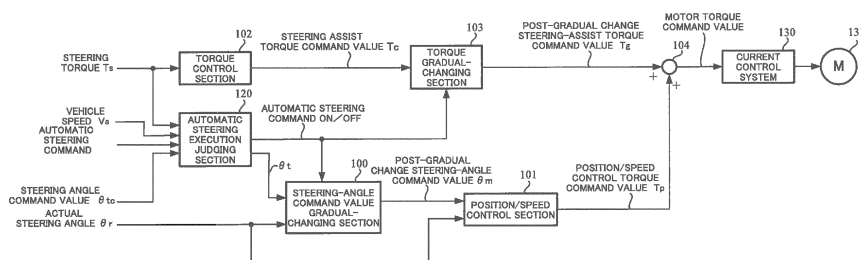 102
STEERING ASSIST
TORQUE COMMAND VALUE Tc
103
POST-GRADUAL CHANGE
STEERING-ASSIST TORQUE
COMMAND VALUE Tg
MOTOR TORQUE
COMMAND VALUE
104
130
13
STEERING
TORQUE Ts
TORQUE
CONTROL
SECTION
TORQUE
GRADUAL-
CHANGING
SECTION
+
+
CURRENT
CONTROL
SYSTEM
M
120
VEHICLE
SPEED Vs
AUTOMATIC
STEERING
COMMAND
AUTOMATIC
STEERING
EXECUTION
JUDGING
SECTION
AUTOMATIC STEERING
COMMAND ON/OFF
θt
100
POST-GRADUAL
CHANGE STEERING-ANGLE
COMMAND VALUE θm
101
POSITION/SPEED
CONTROL TORQUE
COMMAND VALUE Tp
STEERING ANGLE
COMMAND VALUE θtc
ACTUAL
STEERING ANGLE θr
STEERING-ANGLE
COMMAND VALUE
GRADUAL-
CHANGING SECTION
POSITION/SPEED
CONTROL SECTION